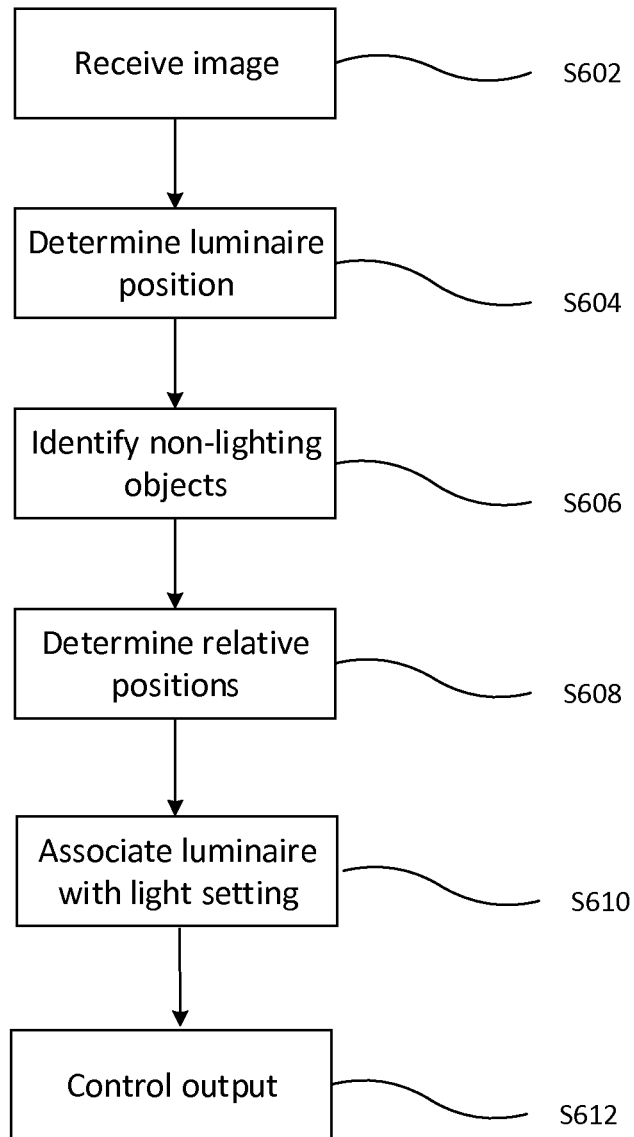 Receive image
S602
Determine luminaire
position
S604
Identify non-lighting
objects
S606
Determine relative
positions
S608
Associate luminaire
with light setting
S610
Control output
S612